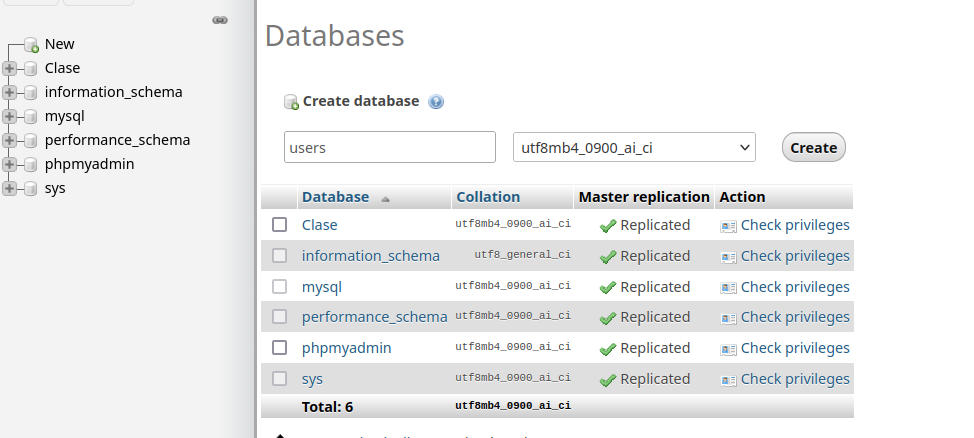 New
Clase
information_schema
mysql
performance_schema
phpmyadmin
sys
Databases
Create database
users utf8mb4_0900_ai_ci Create
Database Collation Master replication Action
Clase utf8mb4_0900_ai_ci Replicated Check privileges
information_schema utf8_general_ci Replicated Check privileges
mysql utf8mb4_0900_ai_ci Replicated Check privileges
performance_schema utf8mb4_0900_ai_ci Replicated Check privileges
phpmyadmin utf8mb4_0900_ai_ci Replicated Check privileges
sys utf8mb4_0900_ai_ci Replicated Check privileges
Total: 6 utf8mb4_0900_ai_ci